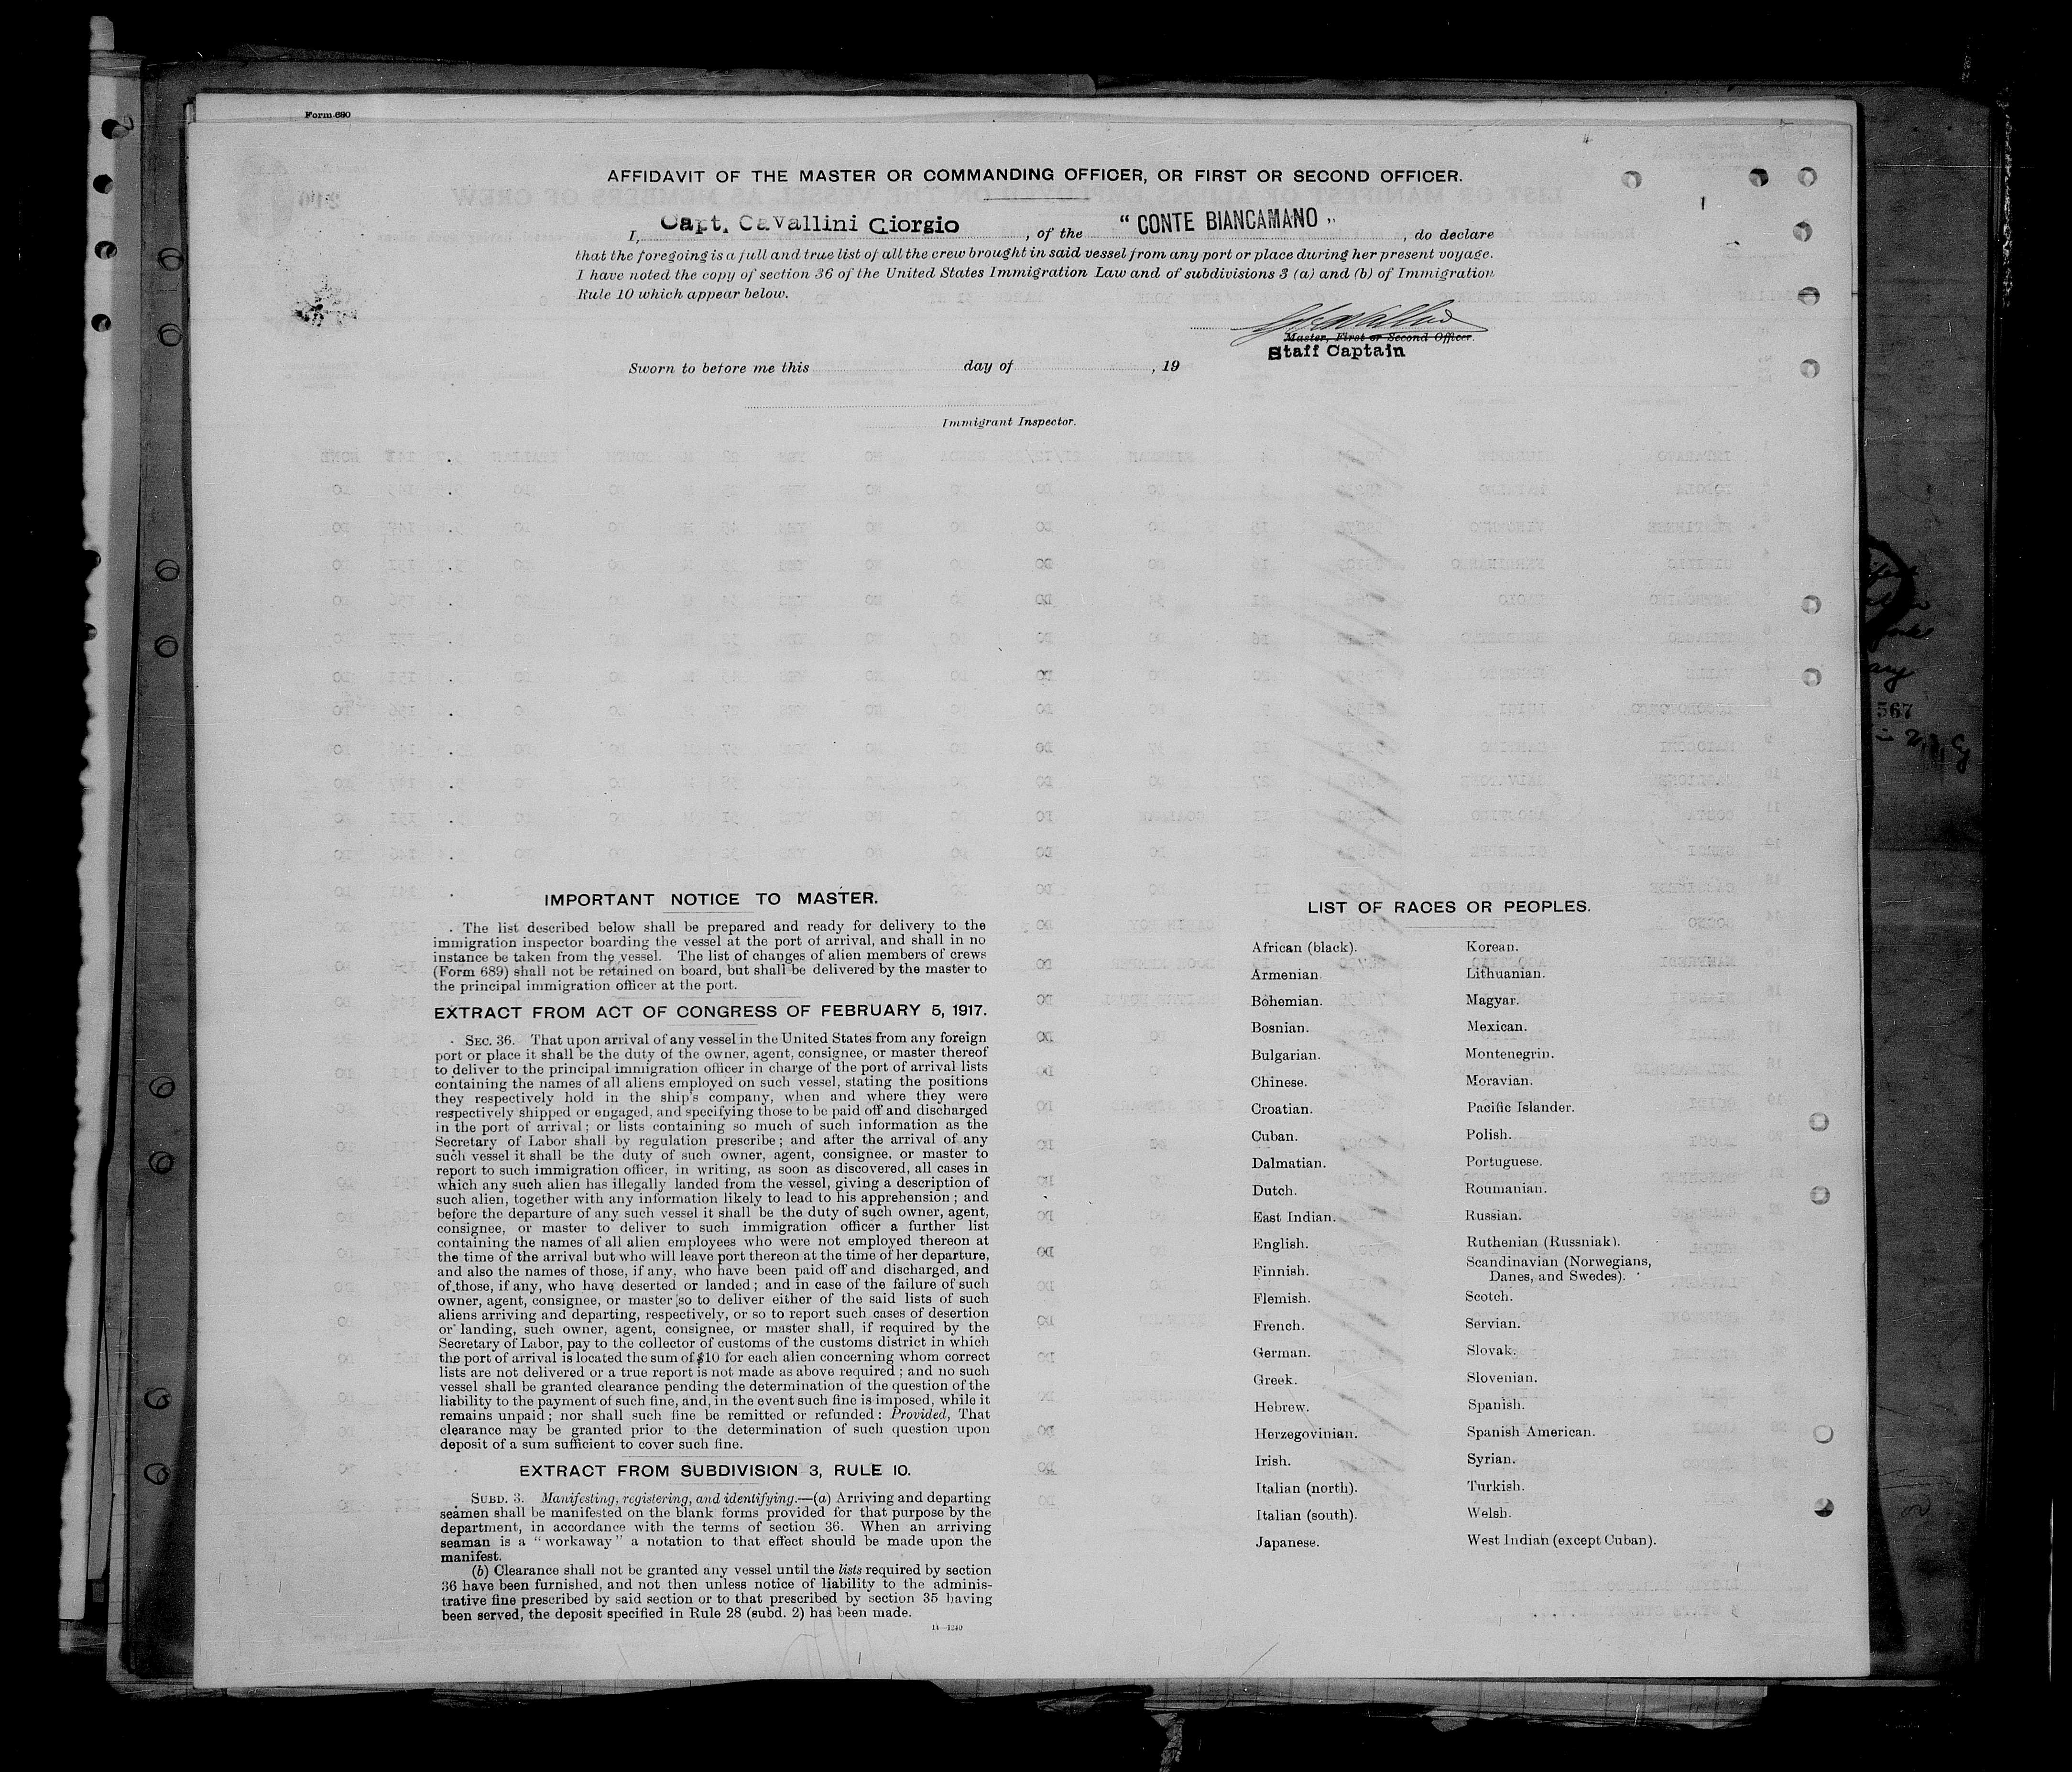 Form 680
AFFIDAVIT OF THE MASTER OR COMMANDING OFFICER, OR FIRST OR SECOND OFFICER.
I, Capt. Cavallini Giorgio, of the "CONTE BIANCAMANO", do declare
that the foregoing is a full and true list of all the crew brought in said vessel from any port or place during her present voyage.
I have noted the copy of section 36 of the United States Immigration Law and of subdivisions 3 (a) and (b) of Immigration
Rule 10 which appear below.
Master, First or Second Officer.
Staff Captain
Sworn to before me this day of , 19
Immigrant Inspector.
IMPORTANT NOTICE TO MASTER.
The list described below shall be prepared and ready for delivery to the
immigration inspector boarding the vessel at the port of arrival, and shall in no
instance be taken from the vessel. The list of changes of alien members of crews
(Form 689) shall not be retained on board, but shall be delivered by the master to
the principal immigration officer at the port.
EXTRACT FROM ACT OF CONGRESS OF FEBRUARY 5, 1917.
SEC. 36. That upon arrival of any vessel in the United States from any foreign
port or place it shall be the duty of the owner, agent, consignee, or master thereof
to deliver to the principal immigration officer in charge of the port of arrival lists
containing the names of all aliens employed on such vessel, stating the positions
they respectively hold in the ship's company, when and where they were
respectively shipped or engaged, and specifying those to be paid off and discharged
in the port of arrival; or lists containing so much of such information as the
Secretary of Labor shall by regulation prescribe; and after the arrival of any
such vessel it shall be the duty of such owner, agent, consignee, or master to
report to such immigration officer, in writing, as soon as discovered, all cases in
which any such alien has illegally landed from the vessel, giving a description of
such alien, together with any information likely to lead to his apprehension; and
before the departure of any such vessel it shall be the duty of such owner, agent,
consignee, or master to deliver to such immigration officer a further list
containing the names of all alien employees who were not employed thereon at
the time of the arrival but who will leave port thereon at the time of her departure,
and also the names of those, if any, who have been paid off and discharged, and
of those, if any, who have deserted or landed; and in case of the failure of such
owner, agent, consignee, or master so to deliver either of the said lists of such
aliens arriving and departing, respectively, or so to report such cases of desertion
or landing, such owner, agent, consignee, or master shall, if required by the
Secretary of Labor, pay to the collector of customs of the customs district in which
the port of arrival is located the sum of $10 for each alien concerning whom correct
lists are not delivered or a true report is not made as above required; and no such
vessel shall be granted clearance pending the determination of the question of the
liability to the payment of such fine, and, in the event such fine is imposed, while it
remains unpaid; nor shall such fine be remitted or refunded: Provided, That
clearance may be granted prior to the determination of such question upon
deposit of a sum sufficient to cover such fine.
EXTRACT FROM SUBDIVISION 3, RULE 10.
SUBD. 3. Manifesting, registering, and identifying.—(a) Arriving and departing
seamen shall be manifested on the blank forms provided for that purpose by the
department, in accordance with the terms of section 36. When an arriving
seaman is a "workaway" a notation to that effect should be made upon the
manifest.
(b) Clearance shall not be granted any vessel until the lists required by section
36 have been furnished, and not then unless notice of liability to the adminis-
trative fine prescribed by said section or to that prescribed by section 35 having
been served, the deposit specified in Rule 28 (subd. 2) has been made.
14—1240
LIST OF RACES OR PEOPLES.
African (black).
Armenian
Bohemian.
Bosnian.
Bulgarian.
Chinese.
Croatian.
Cuban.
Dalmatian.
Dutch.
East Indian.
English.
Finnish.
Flemish.
French.
German.
Greek.
Hebrew.
Herzegovinian.
Irish.
Italian (north).
Italian (south).
Japanese.
Korean.
Lithuanian.
Magyar.
Mexican.
Montenegrin.
Moravian.
Pacific Islander.
Polish.
Portuguese.
Roumanian.
Russian.
Ruthenian (Russniak).
Scandinavian (Norwegians,
Danes, and Swedes).
Scotch.
Servian.
Slovak.
Slovenian.
Spanish.
Spanish American.
Syrian.
Turkish.
Welsh.
West Indian (except Cuban).
567